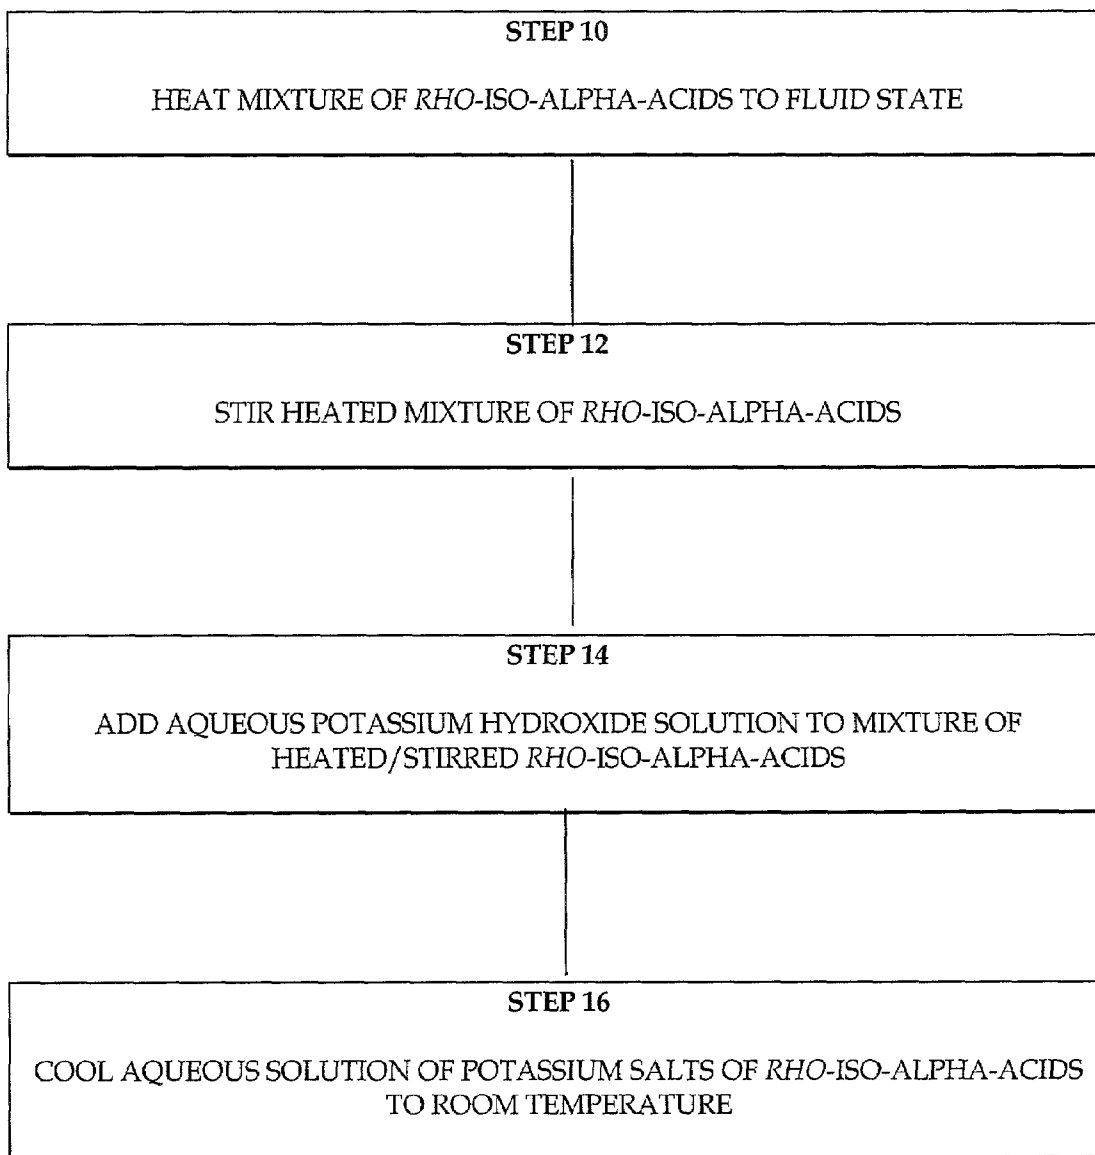 STEP 10
HEAT MIXTURE OF RHO-ISO-ALPHA-ACIDS TO FLUID STATE
STEP 12
STIR HEATED MIXTURE OF RHO-ISO-ALPHA-ACIDS
STEP 14
ADD AQUEOUS POTASSIUM HYDROXIDE SOLUTION TO MIXTURE OF
HEATED/STIRRED RHO-ISO-ALPHA-ACIDS
STEP 16
COOL AQUEOUS SOLUTION OF POTASSIUM SALTS OF RHO-ISO-ALPHA-ACIDS
TO ROOM TEMPERATURE